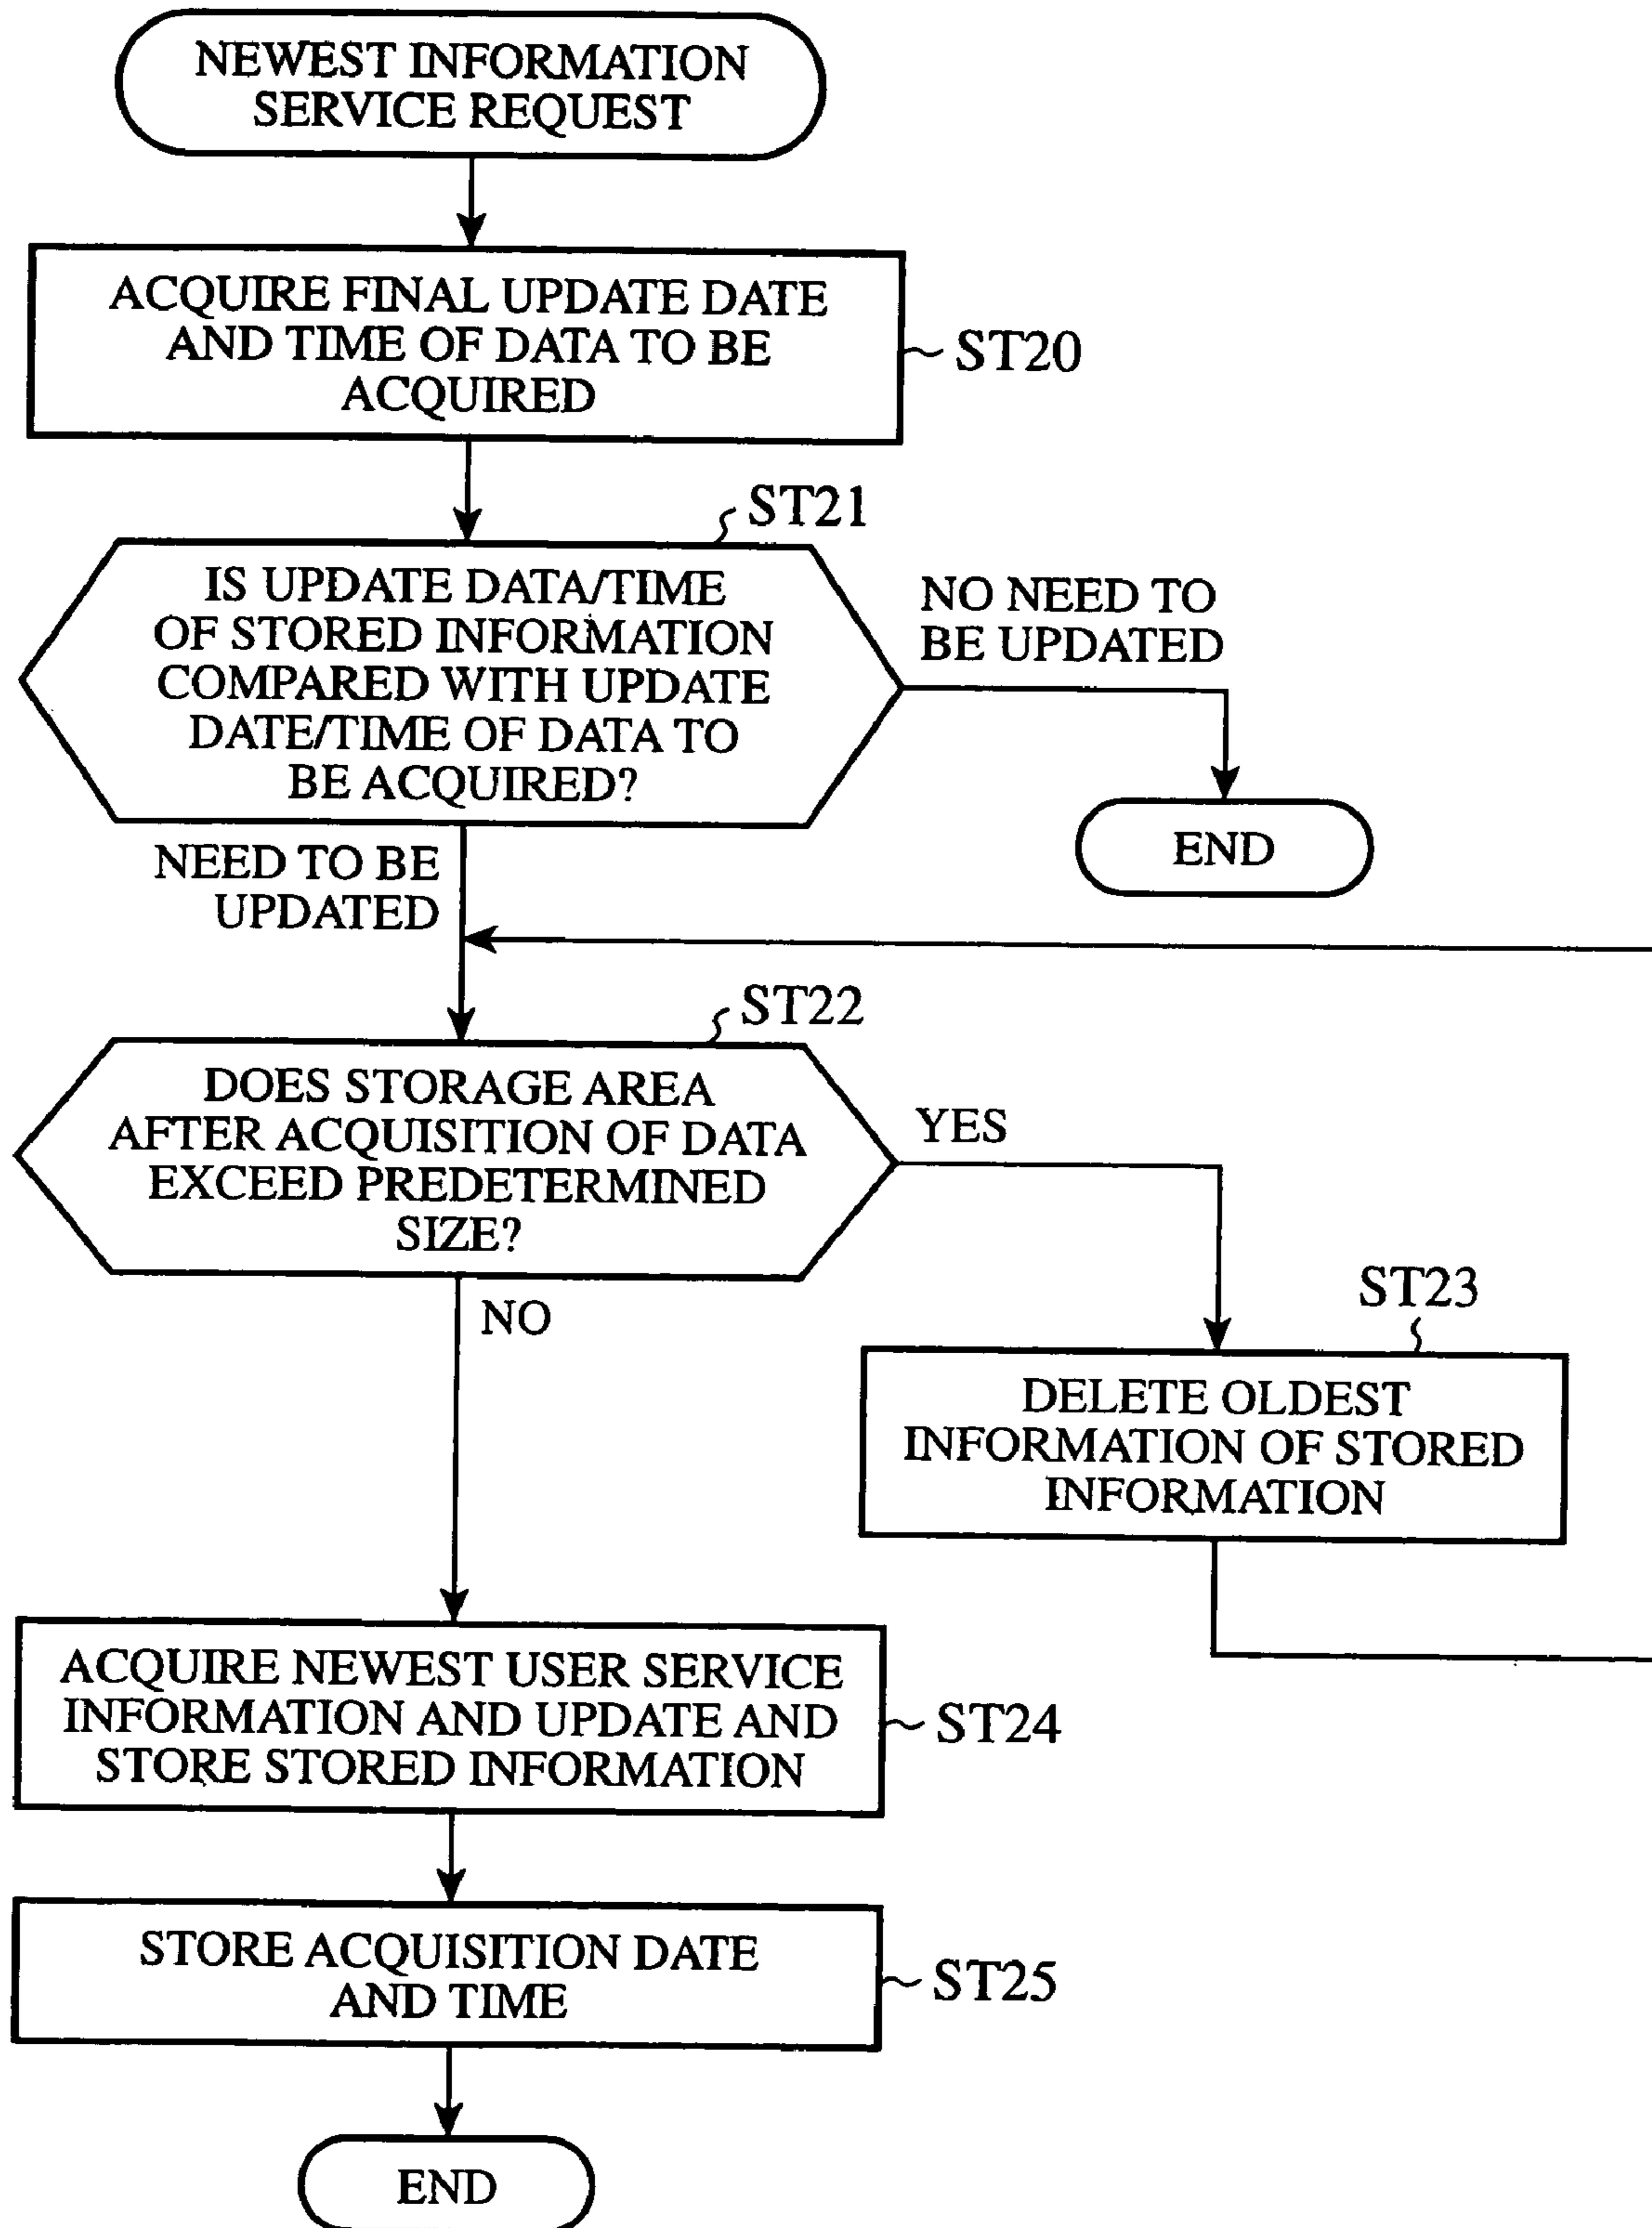 NEWEST INFORMATION
SERVICE REQUEST
ACQUIRE FINAL UPDATE DATE
AND TIME OF DATA TO BE
ACQUIRED
ST20
ST21
IS UPDATE DATA/TIME
OF STORED INFORMATION
COMPARED WITH UPDATE
DATE/TIME OF DATA TO
BE ACQUIRED?
NO NEED TO
BE UPDATED
END
NEED TO BE
UPDATED
ST22
DOES STORAGE AREA
AFTER ACQUISITION OF DATA
EXCEED PREDETERMINED
SIZE?
YES
NO
ST23
DELETE OLDEST
INFORMATION OF STORED
INFORMATION
ACQUIRE NEWEST USER SERVICE
INFORMATION AND UPDATE AND
STORE STORED INFORMATION
ST24
STORE ACQUISITION DATE
AND TIME
ST25
END